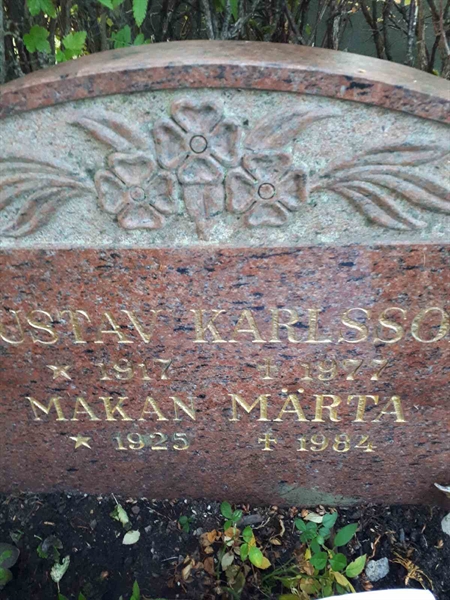 USTAV KARLSSO
* 1917 † 1977
MAKAN MÄRTA
* 1925 † 1984